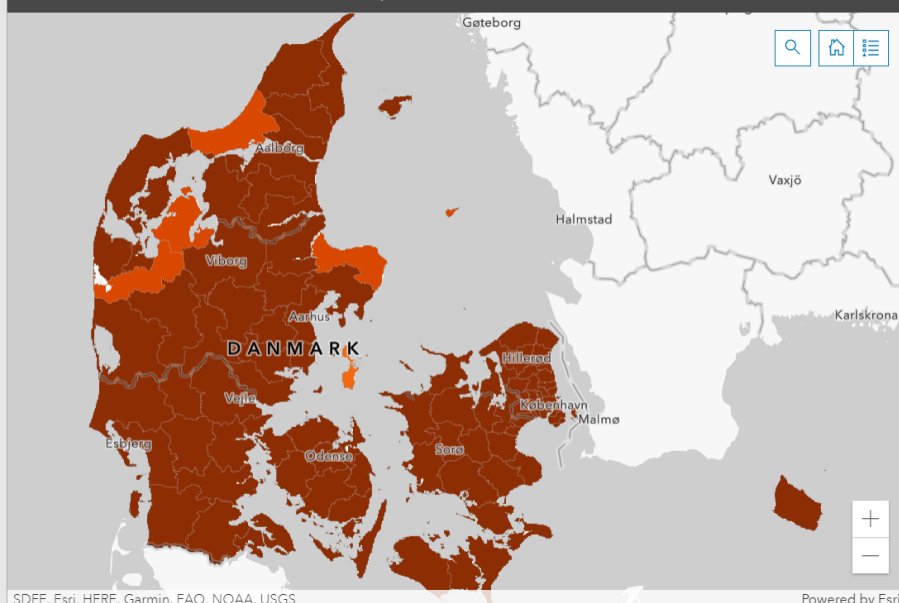 Gøteborg
Aalborg
Vaxjö
Halmstad
Viborg
Aarhus
Karlskrona
DANMARK
Hillerød
Vejle
København
Malmø
Esbjerg
Sorø
Odense
SDFE, Esri, HERE, Garmin, FAO, NOAA, USGS
Powered by Esri